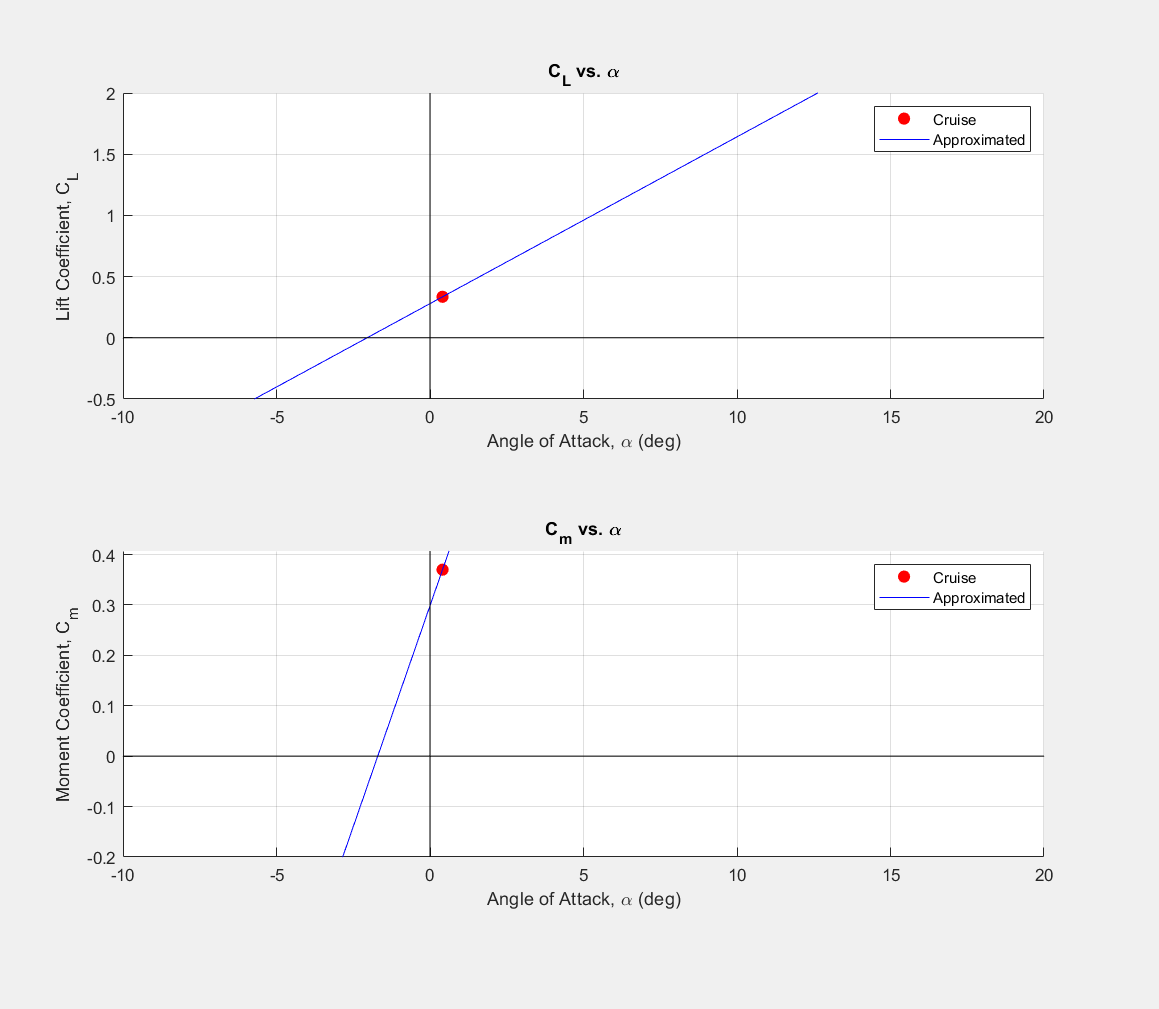 C_L vs. α
2
1.5
1
0.5
0
-0.5
Lift Coefficient, C_L
Cruise
Approximated
-10 -5 0 5 10 15 20
Angle of Attack, α (deg)
C_m vs. α
0.4
0.3
0.2
0.1
0
-0.1
-0.2
Moment Coefficient, C_m
Cruise
Approximated
-10 -5 0 5 10 15 20
Angle of Attack, α (deg)